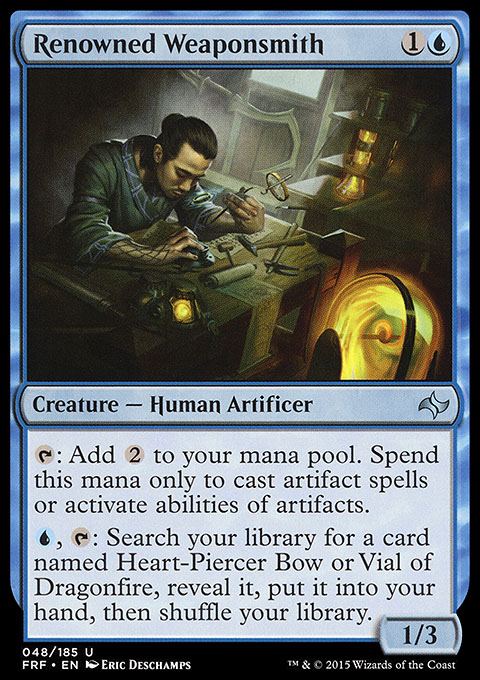 Renowned Weaponsmith 1
Creature — Human Artificer
: Add 2 to your mana pool. Spend
this mana only to cast artifact spells
or activate abilities of artifacts.
, : Search your library for a card
named Heart-Piercer Bow or Vial of
Dragonfire, reveal it, put it into your
hand, then shuffle your library.
1/3
048/185 U
FRF • EN Eric Deschamps
™ & © 2015 Wizards of the Coast